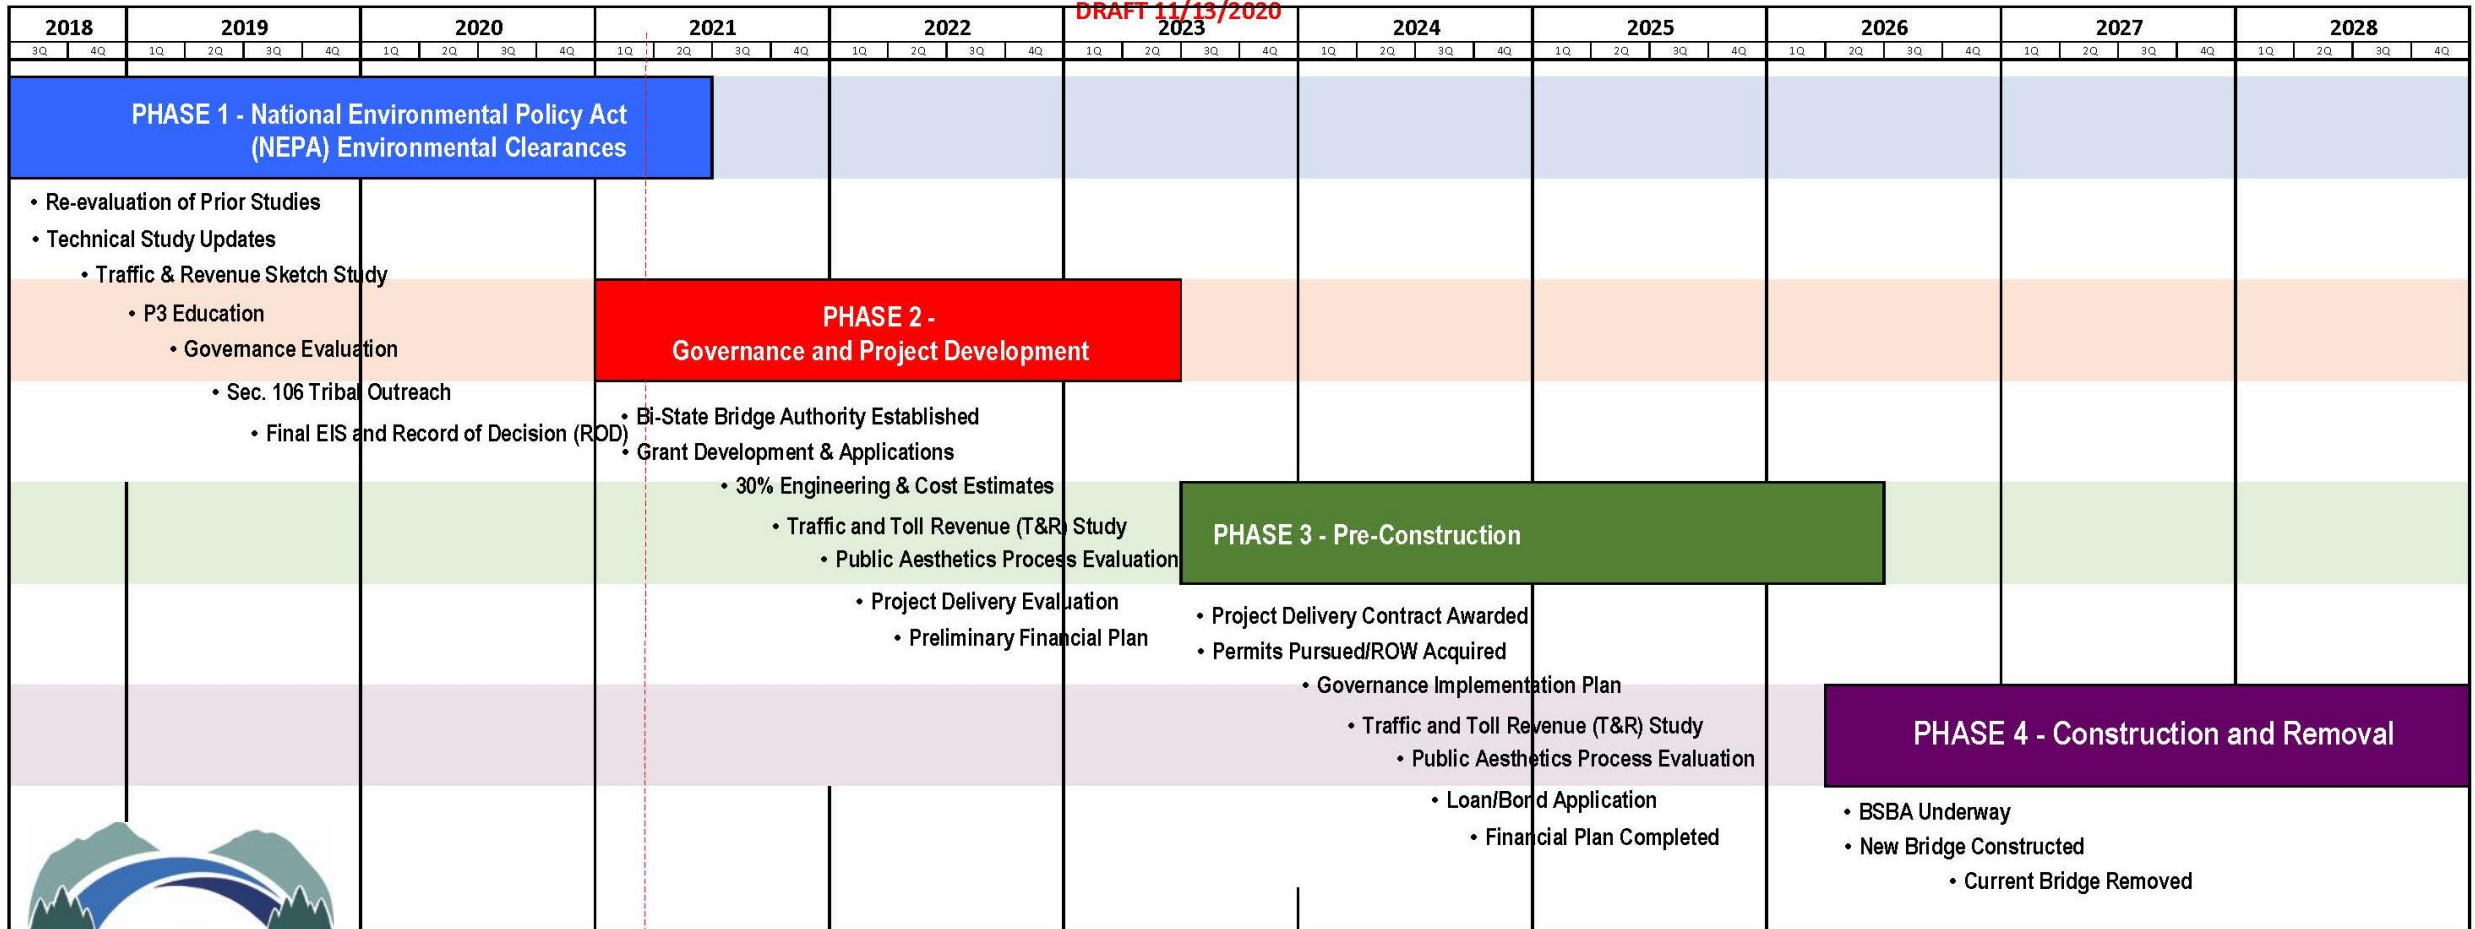 DRAFT 11/13/2020
2018 2019 2020 2021 2022 2023 2024 2025 2026 2027 2028
3Q 4Q 1Q 2Q 3Q 4Q 1Q 2Q 3Q 4Q 1Q 2Q 3Q 4Q 1Q 2Q 3Q 4Q 1Q 2Q 3Q 4Q 1Q 2Q 3Q 4Q 1Q 2Q 3Q 4Q 1Q 2Q 3Q 4Q 1Q 2Q 3Q 4Q 1Q 2Q 3Q 4Q
PHASE 1 - National Environmental Policy Act
(NEPA) Environmental Clearances
• Re-evaluation of Prior Studies
• Technical Study Updates
• Traffic & Revenue Sketch Study
• P3 Education
• Governance Evaluation
• Sec. 106 Tribal Outreach
• Final EIS and Record of Decision (ROD)
PHASE 2 -
Governance and Project Development
• Bi-State Bridge Authority Established
• Grant Development & Applications
• 30% Engineering & Cost Estimates
• Traffic and Toll Revenue (T&R) Study
• Public Aesthetics Process Evaluation
• Project Delivery Evaluation
• Preliminary Financial Plan
PHASE 3 - Pre-Construction
• Project Delivery Contract Awarded
• Permits Pursued/ROW Acquired
• Governance Implementation Plan
• Traffic and Toll Revenue (T&R) Study
• Public Aesthetics Process Evaluation
• Loan/Bond Application
• Financial Plan Completed
PHASE 4 - Construction and Removal
• BSBA Underway
• New Bridge Constructed
• Current Bridge Removed